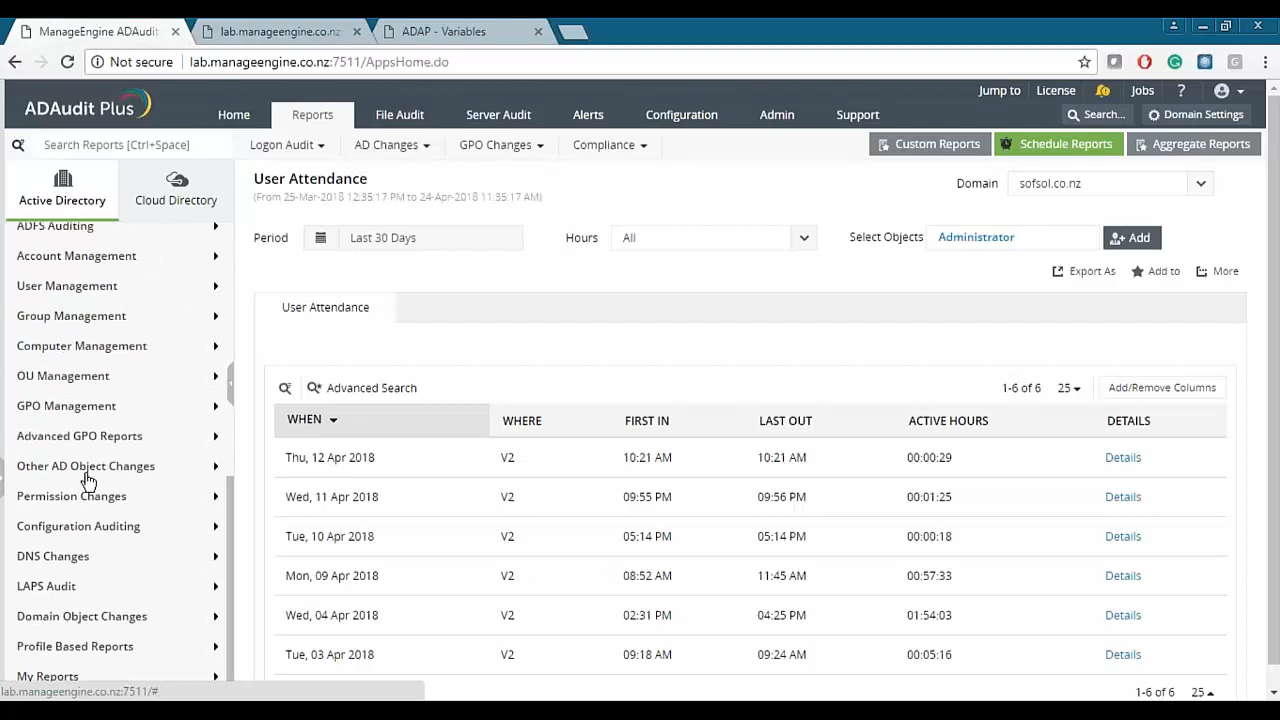 ManageEngine ADAudit
lab.manageengine.co.nz
ADAP - Variables
Not secure lab.manageengine.co.nz:7511/AppsHome.do
Jump to License Jobs ?
ADAudit Plus
Home Reports File Audit Server Audit Alerts Configuration Admin Support
Search... Domain Settings
Search Reports [Ctrl+Space]
Logon Audit AD Changes GPO Changes Compliance
Custom Reports Schedule Reports Aggregate Reports
Active Directory
Cloud Directory
ADFS Auditing
Account Management
User Management
Group Management
Computer Management
OU Management
GPO Management
Advanced GPO Reports
Other AD Object Changes
Permission Changes
Configuration Auditing
DNS Changes
LAPS Audit
Domain Object Changes
Profile Based Reports
My Reports
lab.manageengine.co.nz:7511/#
User Attendance
(From 25-Mar-2018 12:35:17 PM to 24-Apr-2018 11:35:17 AM)
Domain sofsol.co.nz
Period Last 30 Days Hours All Select Objects Administrator Add
Export As Add to More
User Attendance
Advanced Search 1-6 of 6 25 Add/Remove Columns
WHEN WHERE FIRST IN LAST OUT ACTIVE HOURS DETAILS
Thu, 12 Apr 2018 V2 10:21 AM 10:21 AM 00:00:29 Details
Wed, 11 Apr 2018 V2 09:55 PM 09:56 PM 00:01:25 Details
Tue, 10 Apr 2018 V2 05:14 PM 05:14 PM 00:00:18 Details
Mon, 09 Apr 2018 V2 08:52 AM 11:45 AM 00:57:33 Details
Wed, 04 Apr 2018 V2 02:31 PM 04:25 PM 01:54:03 Details
Tue, 03 Apr 2018 V2 09:18 AM 09:24 AM 00:05:16 Details
1-6 of 6 25